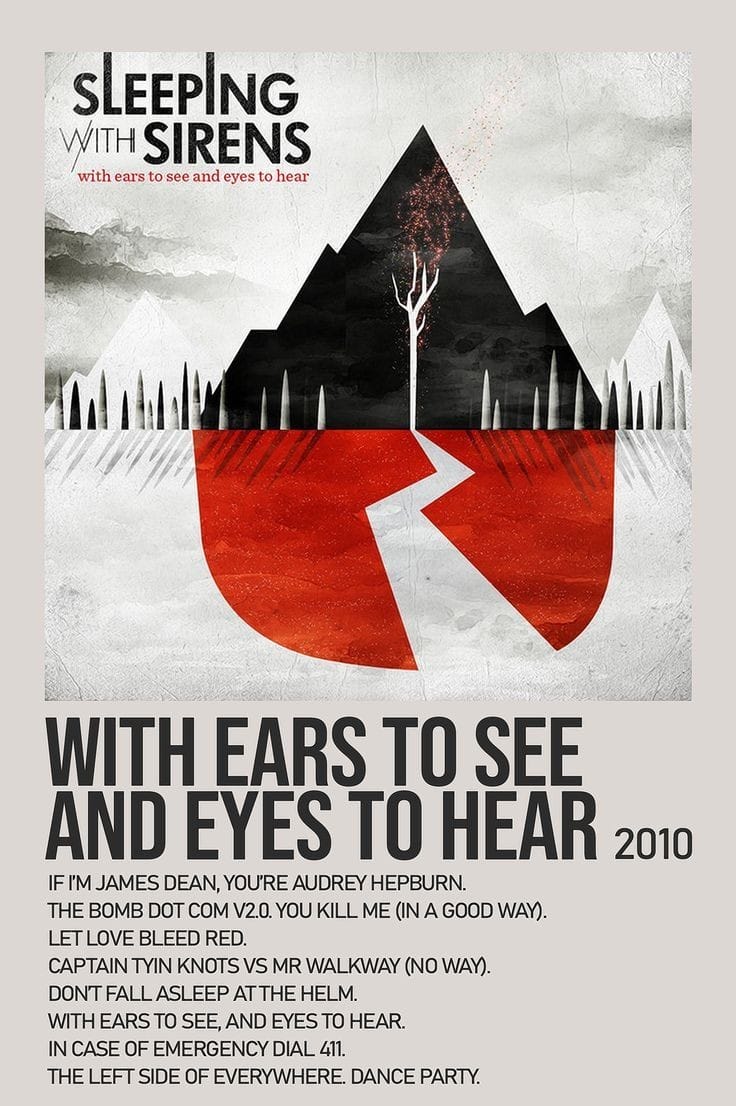 SLEEPING
WITH SIRENS
with ears to see and eyes to hear
WITH EARS TO SEE
AND EYES TO HEAR 2010
IF I'M JAMES DEAN, YOU'RE AUDREY HEPBURN.
THE BOMB DOT COM V2.0. YOU KILL ME (IN A GOOD WAY).
LET LOVE BLEED RED.
CAPTAIN TYIN KNOTS VS MR WALKWAY (NO WAY).
DON'T FALL ASLEEP AT THE HELM.
WITH EARS TO SEE, AND EYES TO HEAR.
IN CASE OF EMERGENCY DIAL 411.
THE LEFT SIDE OF EVERYWHERE. DANCE PARTY.